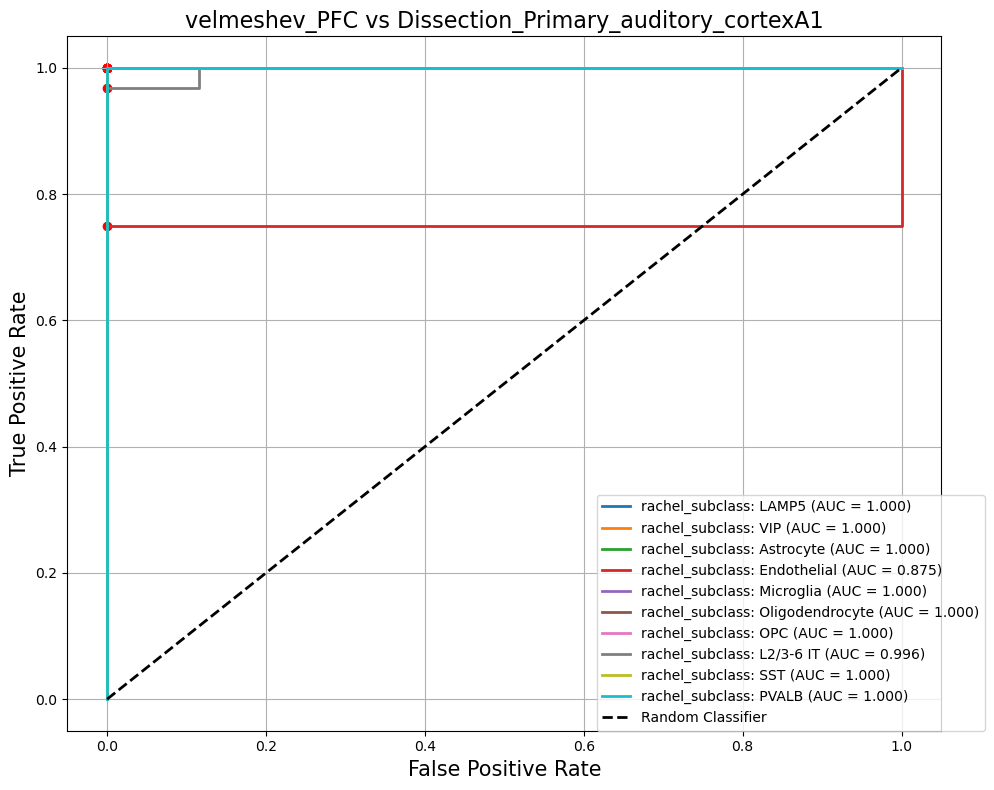 velmeshev_PFC vs Dissection_Primary_auditory_cortexA1
True Positive Rate
1.0
0.8
0.6
0.4
0.2
0.0
0.0 0.2 0.4 0.6 0.8 1.0
False Positive Rate
rachel_subclass: LAMP5 (AUC = 1.000)
rachel_subclass: VIP (AUC = 1.000)
rachel_subclass: Astrocyte (AUC = 1.000)
rachel_subclass: Endothelial (AUC = 0.875)
rachel_subclass: Microglia (AUC = 1.000)
rachel_subclass: Oligodendrocyte (AUC = 1.000)
rachel_subclass: OPC (AUC = 1.000)
rachel_subclass: L2/3-6 IT (AUC = 0.996)
rachel_subclass: SST (AUC = 1.000)
rachel_subclass: PVALB (AUC = 1.000)
Random Classifier